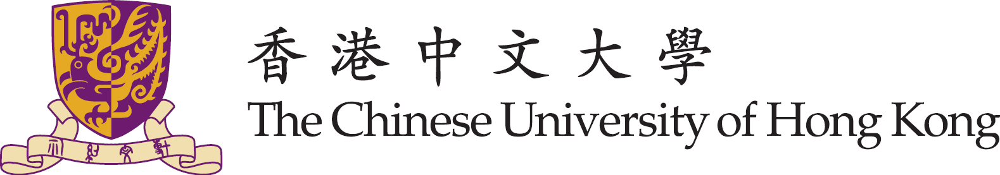 香港中文大學
The Chinese University of Hong Kong